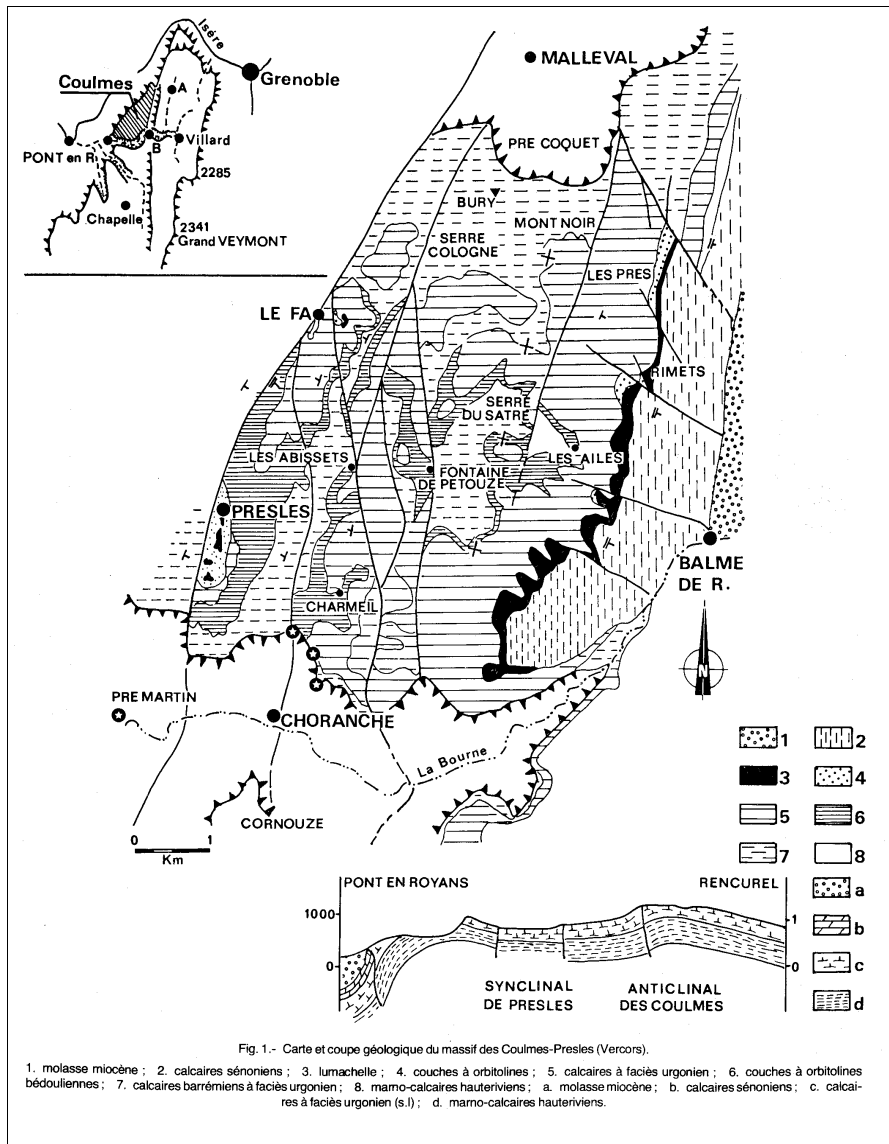 Isére
Grenoble
Coulmes
A
B
Villard
PONT en R.
2285
Chapelle
2341
Grand VEYMONT
MALLEVAL
PRE COQUET
BURY
MONT NOIR
SERRE
COLOGNE
LES PRES
LE FA
RIMETS
SERRE
DU SATRE
LES ABISSETS
LES AILES
FONTAINE
DE PETOUZE
PRESLES
BALME
DE R.
CHARMEIL
N
PRE MARTIN
CHORANCHE
La Bourne
CORNOUZE
0 1
Km
1 2
3 4
5 6
7 8
a
b
c
d
PONT EN ROYANS RENCUREL
1000 1
0 0
SYNCLINAL
DE PRESLES
ANTICLINAL
DES COULMES
Fig. 1.- Carte et coupe géologique du massif des Coulmes-Presles (Vercors).
1. molasse miocène ; 2. calcaires sénoniens ; 3. lumachelle ; 4. couches à orbitolines ; 5. calcaires à faciès urgonien ; 6. couches à orbitolines
bédouliennes ; 7. calcaires barrémiens à faciès urgonien ; 8. marno-calcaires hauteriviens ; a. molasse miocène ; b. calcaires sénoniens ; c. calcai-
res à faciès urgonien (s.l) ; d. marno-calcaires hauteriviens.